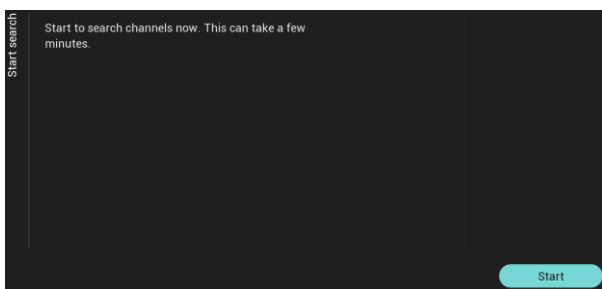 Start search
Start to search channels now. This can take a few
minutes.
Start